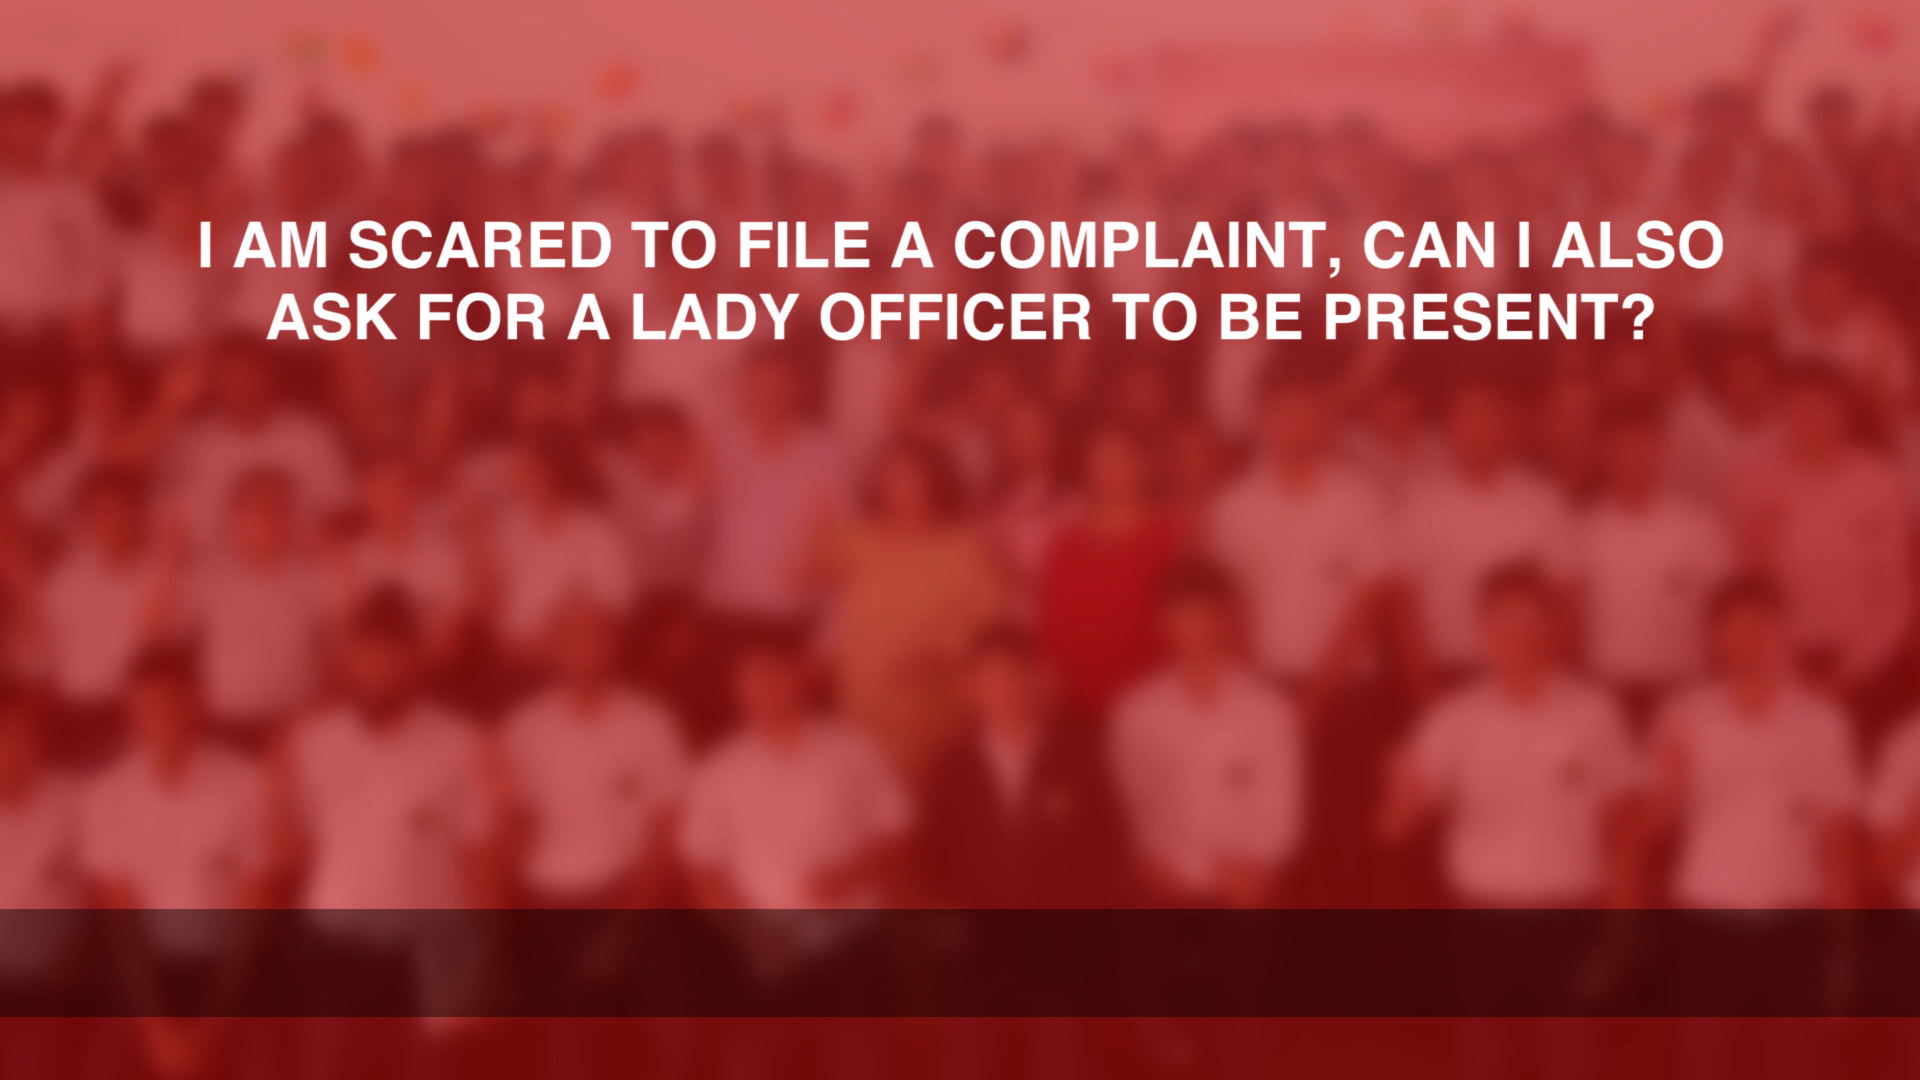 I AM SCARED TO FILE A COMPLAINT, CAN I ALSO
ASK FOR A LADY OFFICER TO BE PRESENT?